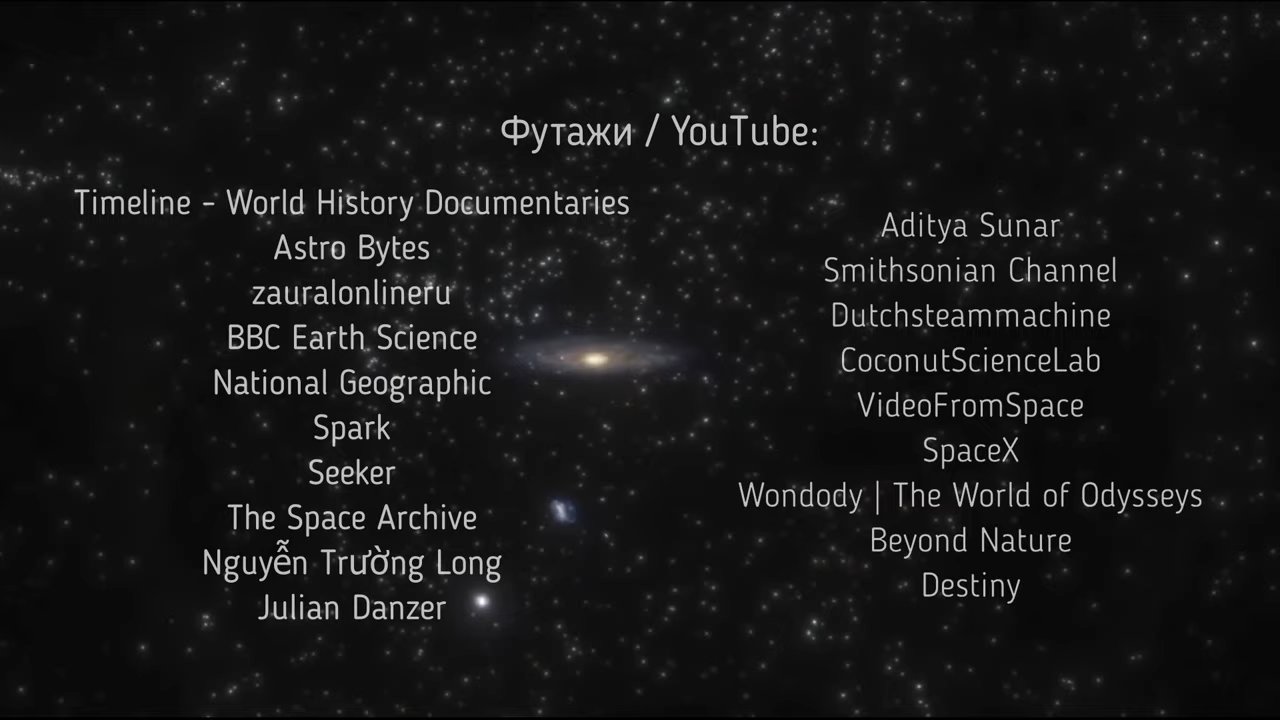 Футажи / YouTube:
Timeline - World History Documentaries
Astro Bytes
zauralonlineru
BBC Earth Science
National Geographic
Spark
Seeker
The Space Archive
Nguyễn Trường Long
Julian Danzer
Aditya Sunar
Smithsonian Channel
Dutchsteammachine
CoconutScienceLab
VideoFromSpace
SpaceX
Wondody | The World of Odysseys
Beyond Nature
Destiny